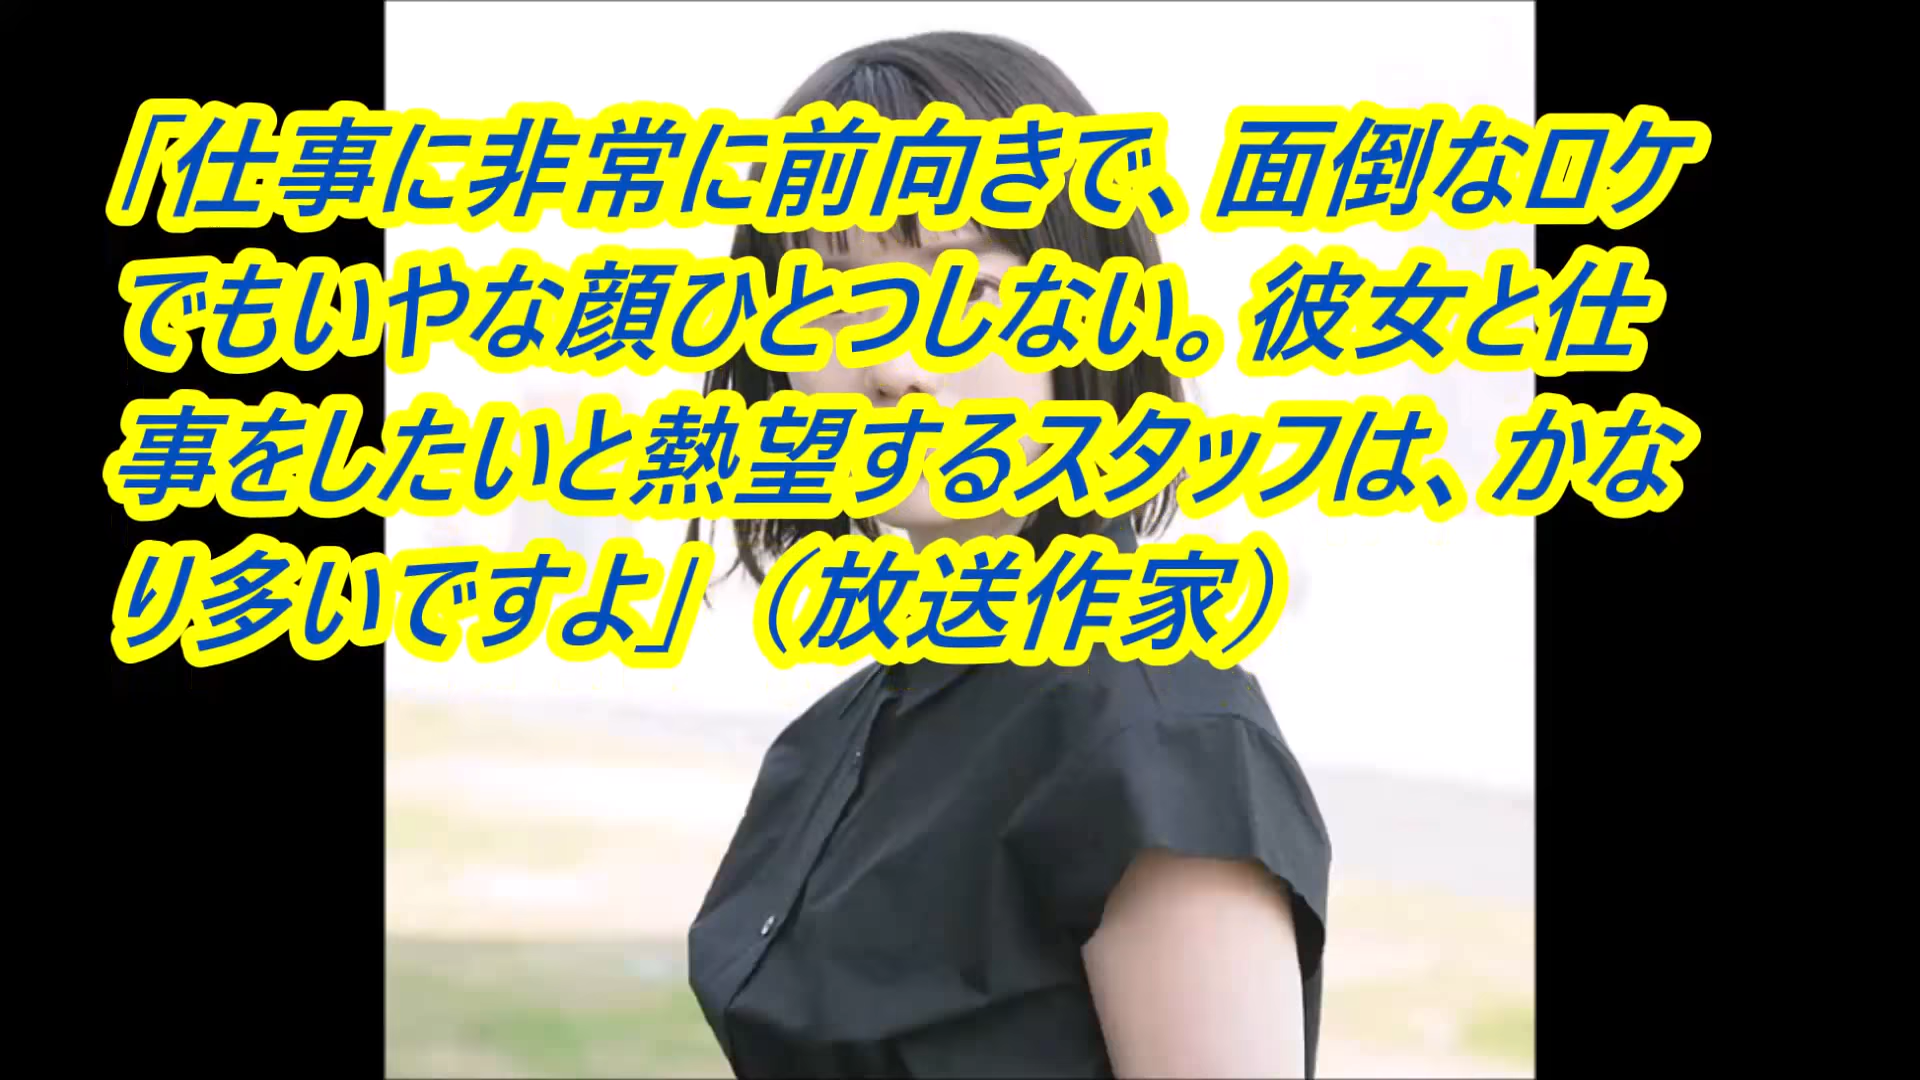 「仕事に非常に前向きで、面倒なロケ
でもいやな顔ひとつしない。彼女と仕
事をしたいと熱望するスタッフは、かな
り多いですよ」（放送作家）